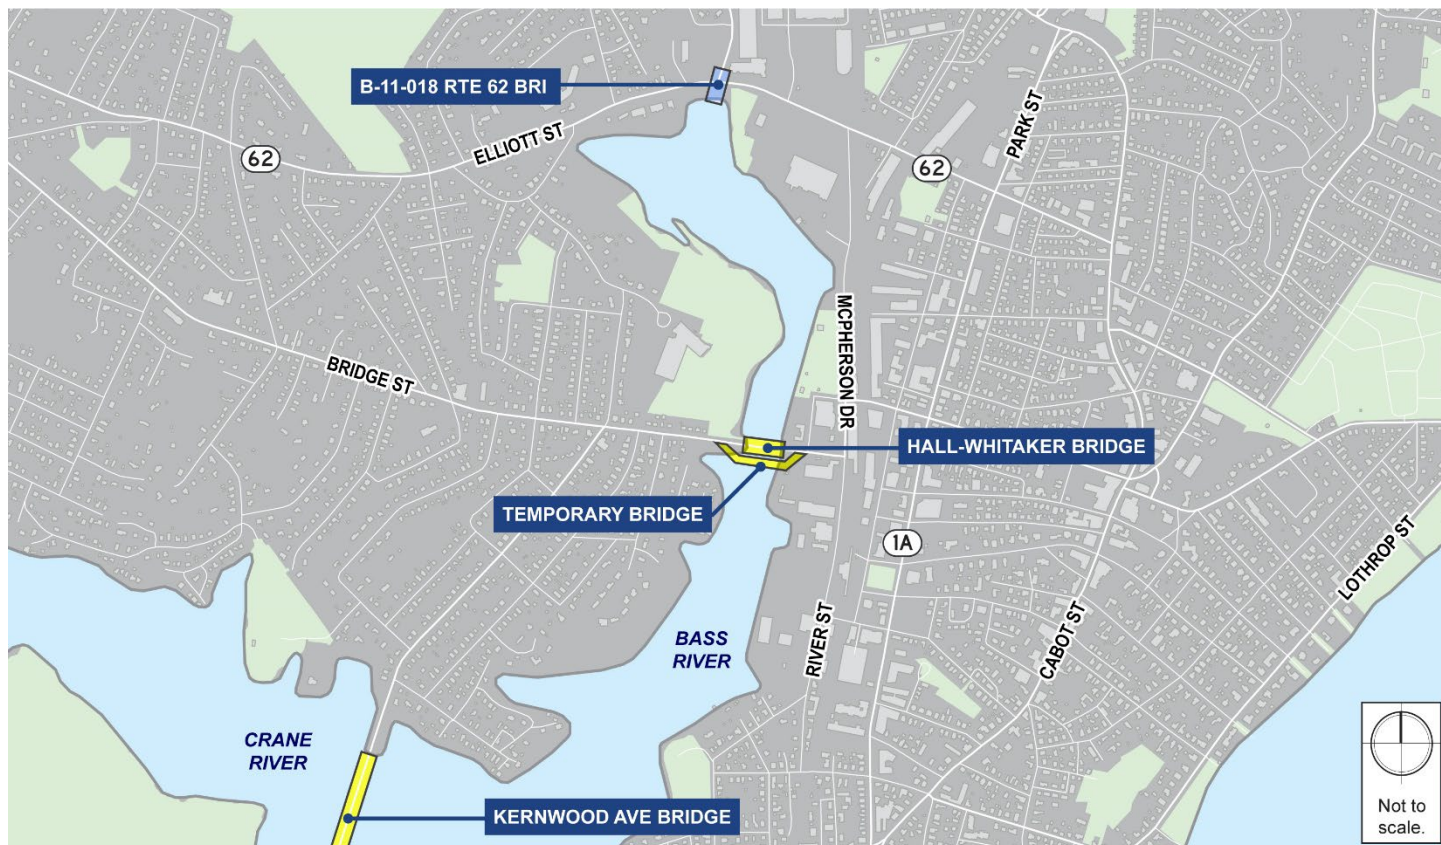 B-11-018 RTE 62 BRI
ELLIOTT ST
62
62
PARK ST
BRIDGE ST
MCPHERSON DR
HALL-WHITAKER BRIDGE
TEMPORARY BRIDGE
1A
LOTHROP ST
BASS
RIVER
RIVER ST
CABOT ST
CRANE
RIVER
KERNWOOD AVE BRIDGE
Not to
scale.